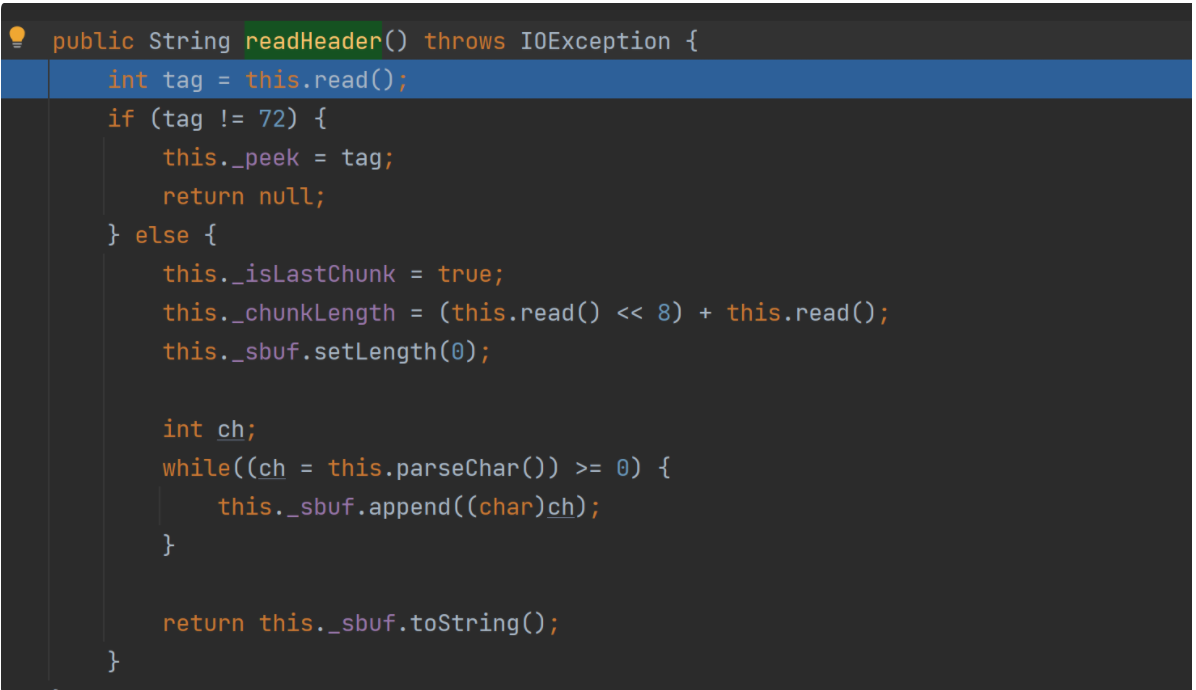 public String readHeader() throws IOException {
    int tag = this.read();
    if (tag != 72) {
        this._peek = tag;
        return null;
    } else {
        this._isLastChunk = true;
        this._chunkLength = (this.read() << 8) + this.read();
        this._sbuf.setLength(0);

        int ch;
        while((ch = this.parseChar()) >= 0) {
            this._sbuf.append((char)ch);
        }

        return this._sbuf.toString();
    }